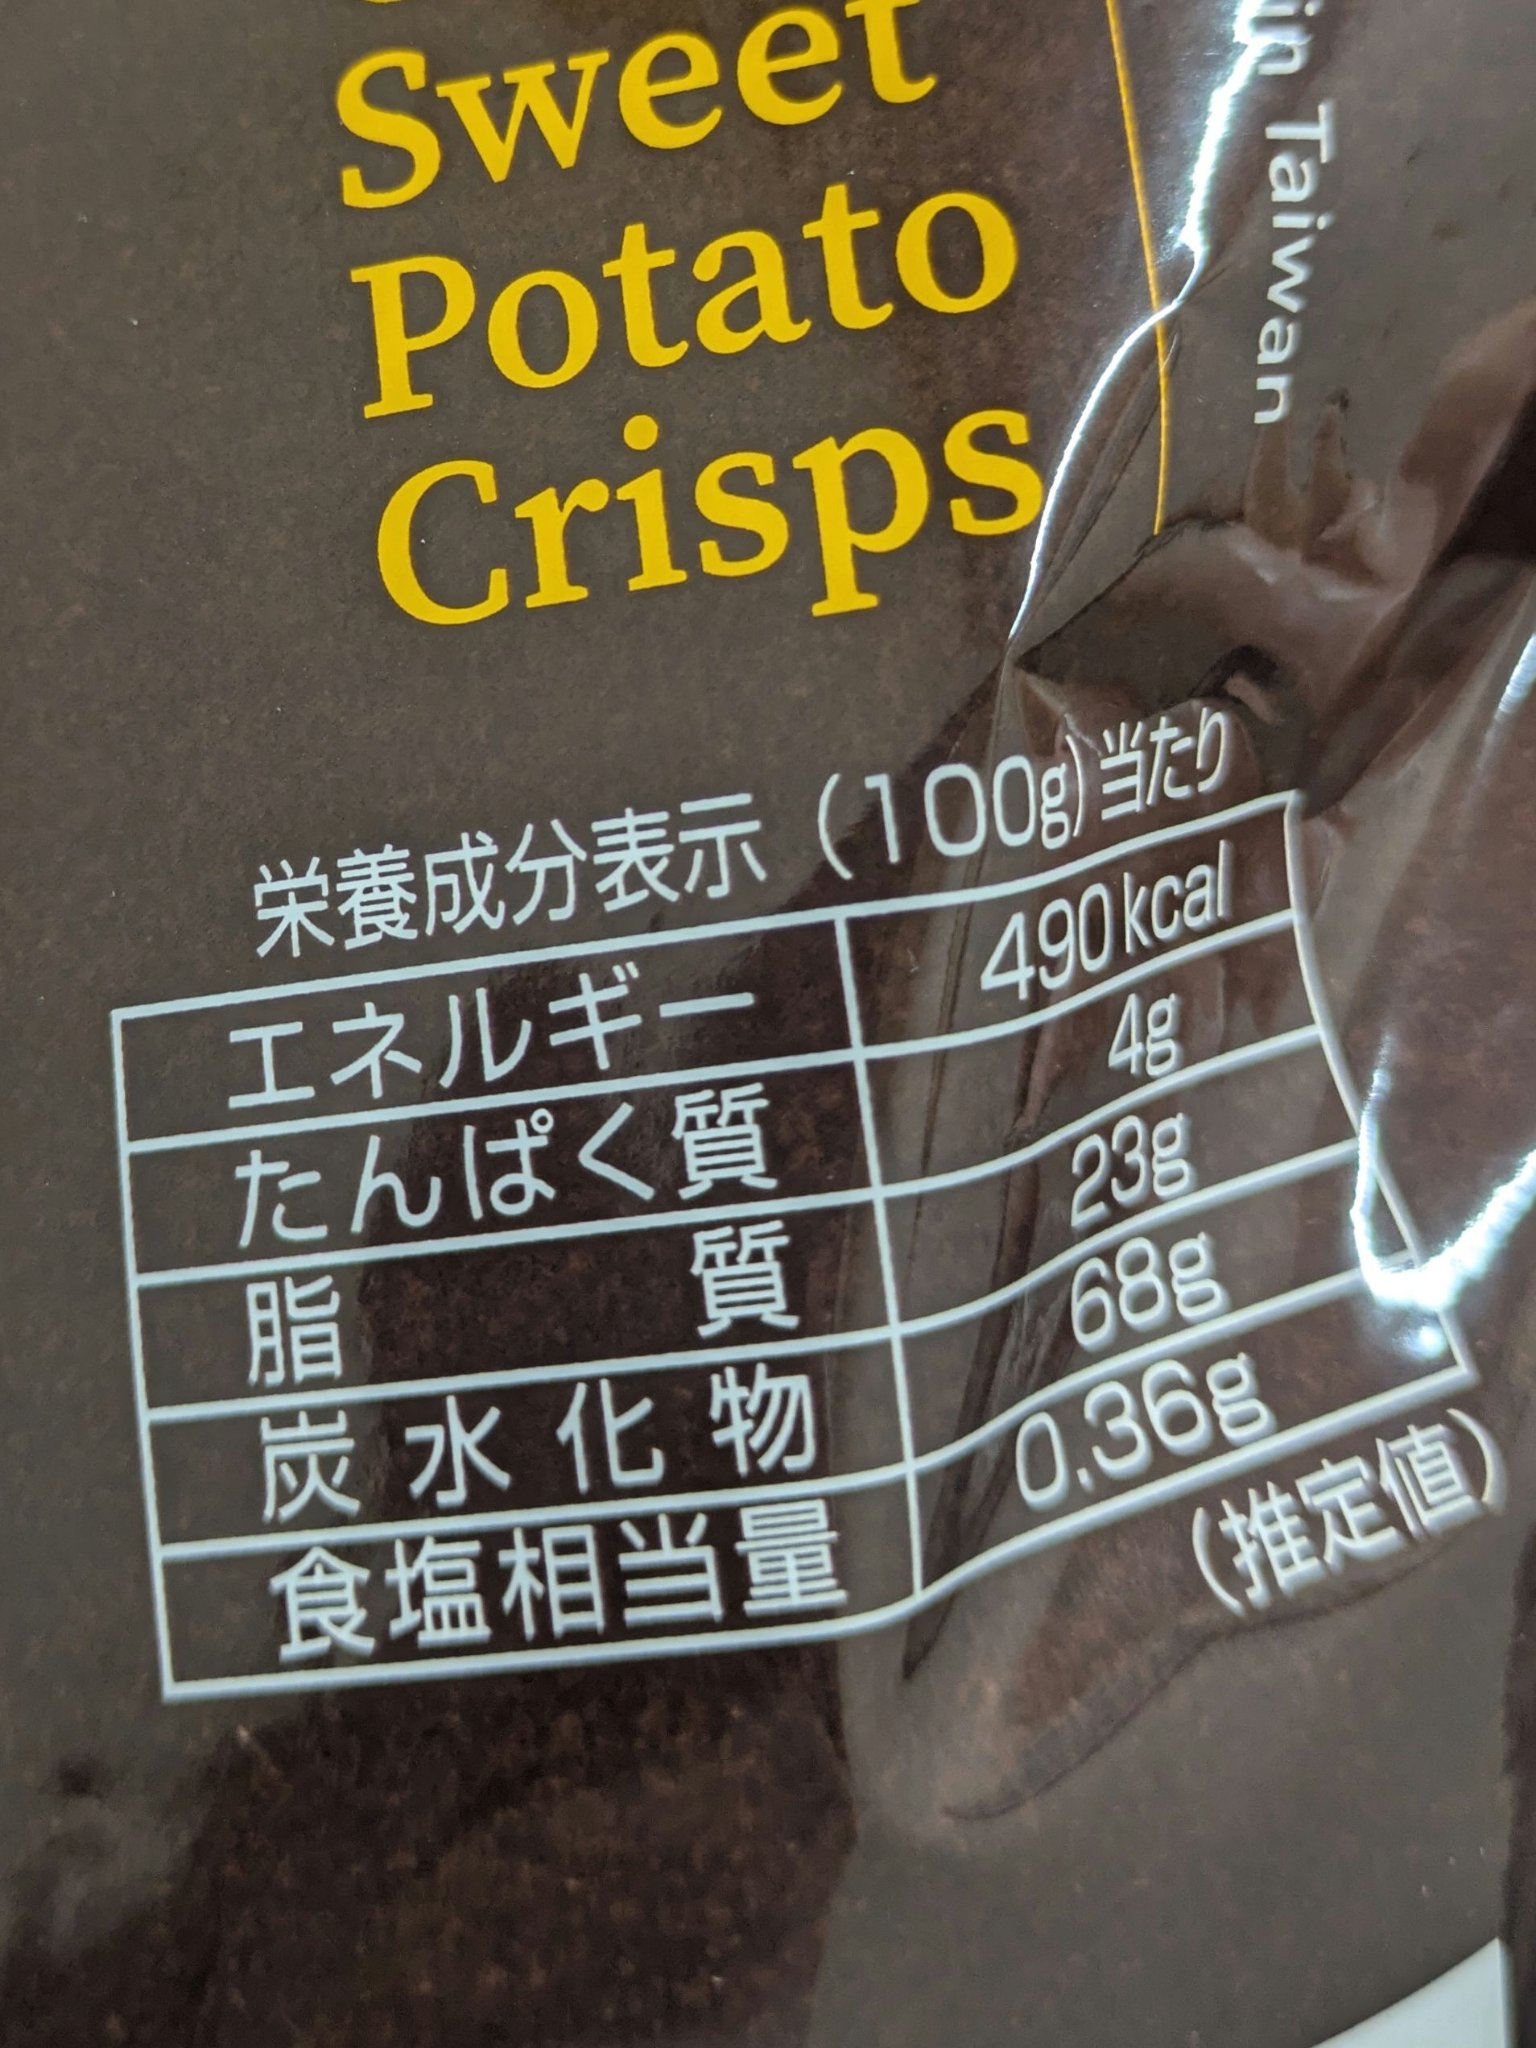 Sweet
Potato
Crisps
in Taiwan
栄養成分表示(100g)当たり
エネルギー 490kcal
たんぱく質 4g
脂質 23g
炭水化物 68g
食塩相当量 0.36g
(推定値)